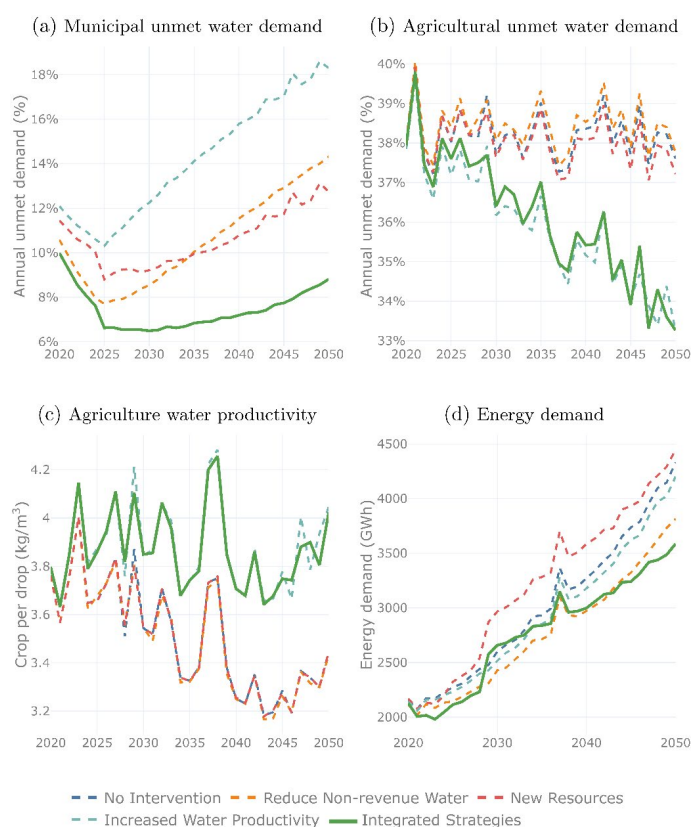 (a) Municipal unmet water demand
(b) Agricultural unmet water demand
Annual unmet demand (%)
18%
16%
14%
12%
10%
8%
6%
2020 2025 2030 2035 2040 2045 2050
Annual unmet demand (%)
40%
39%
38%
37%
36%
35%
34%
33%
2020 2025 2030 2035 2040 2045 2050
(c) Agriculture water productivity
(d) Energy demand
Crop per drop (kg/m³)
4.2
4
3.8
3.6
3.4
3.2
2020 2025 2030 2035 2040 2045 2050
Energy demand (GWh)
4500
4000
3500
3000
2500
2000
2020 2030 2040 2050
No Intervention Reduce Non-revenue Water New Resources
Increased Water Productivity Integrated Strategies